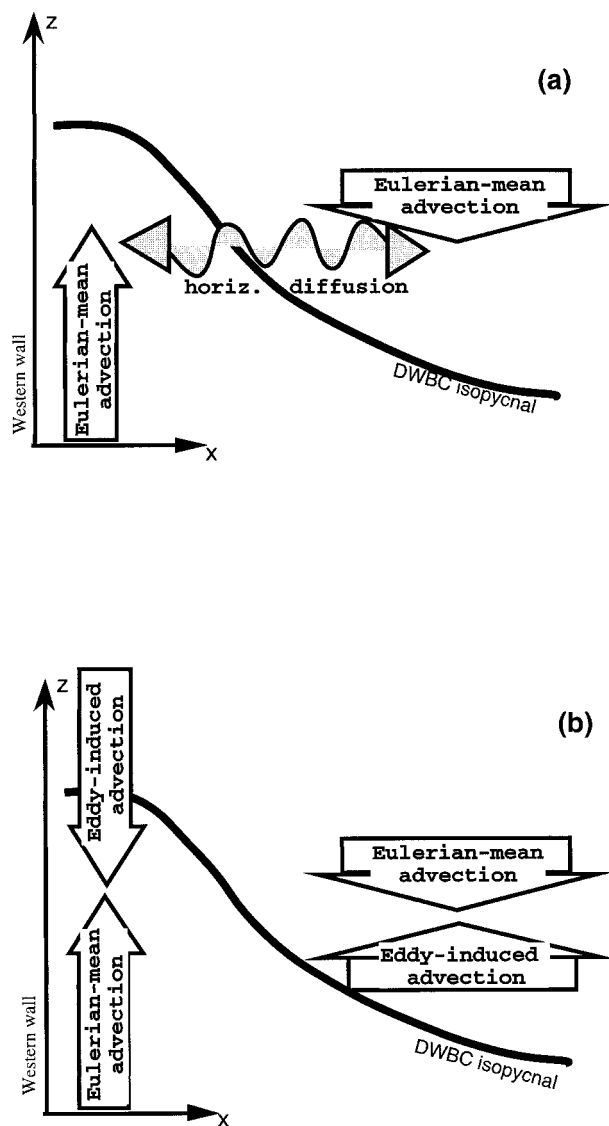 z
(a)
Eulerian-mean
advection
horiz. diffusion
Eulerian-mean
advection
Western wall
DWBC isopycnal
x
z
(b)
Eddy-induced
advection
Eulerian-mean
advection
Eddy-induced
advection
Eulerian-mean
advection
Western wall
DWBC isopycnal
x